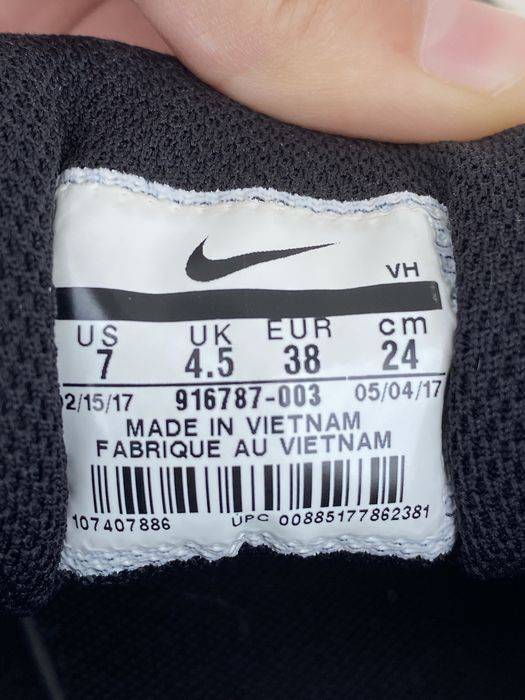 VH
US UK EUR cm
7 4.5 38 24
02/15/17 916787-003 05/04/17
MADE IN VIETNAM
FABRIQUE AU VIETNAM
107407886 UPC 00885177862381